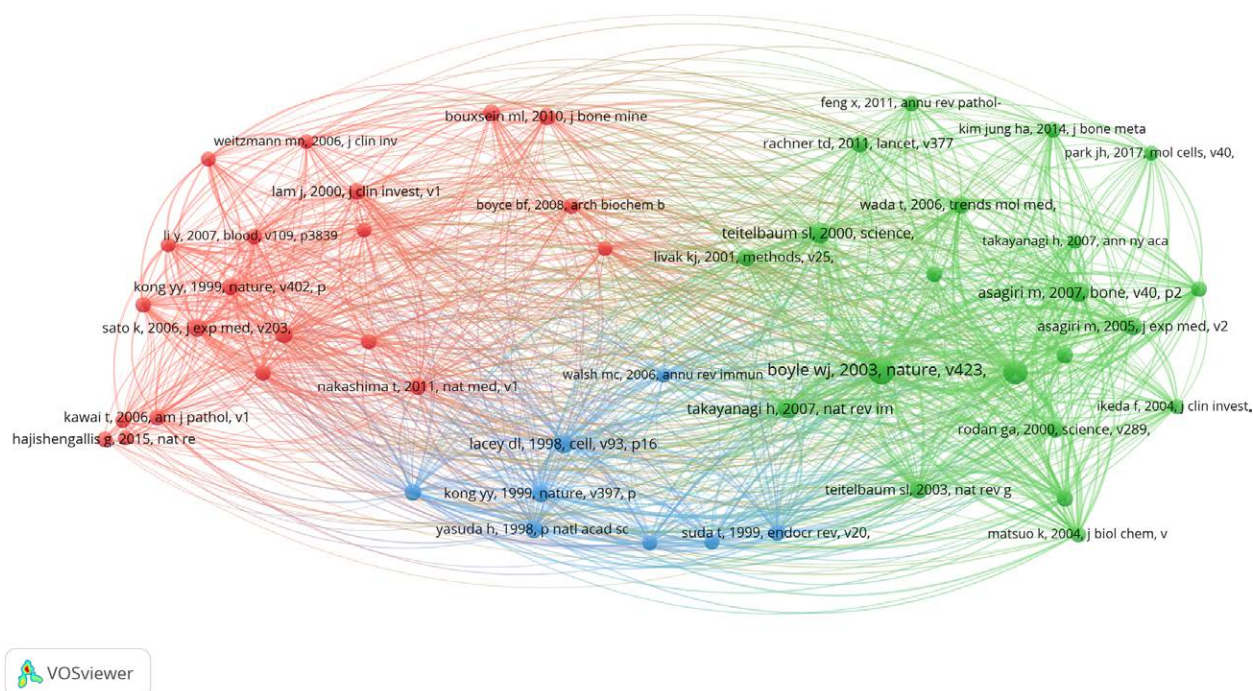 feng x, 2011, annu rev pathol-
bouxsein ml, 2010, j bone mine
kim jung ha, 2014, j bone meta
weitzmann mn, 2006, j clin inv
rachner td, 2011, lancet, v377
park jh, 2017, mol cells, v40,
lam j, 2000, j clin invest, v1
boyce bf, 2008, arch biochem b
wada t, 2006, trends mol med,
li y, 2007, blood, v109, p3839
teitelbaum sl, 2000, science,
takayanagi h, 2007, ann ny aca
livak kj, 2001, methods, v25,
kong yy, 1999, nature, v402, p
asagiri m, 2007, bone, v40, p2
sato k, 2006, j exp med, v203,
asagiri m, 2005, j exp med, v2
boyle wj, 2003, nature, v423,
walsh mc, 2006, annu rev immun
nakashima t, 2011, nat med, v1
takayanagi h, 2007, nat rev im
ikeda f, 2004, j clin invest,
kawai t, 2006, am j pathol, v1
rodan ga, 2000, science, v289,
hajishengallis g, 2015, nat re
lacey dl, 1998, cell, v93, p16
teitelbaum sl, 2003, nat rev g
kong yy, 1999, nature, v397, p
yasuda h, 1998, p natl acad sc
suda t, 1999, endocr rev, v20,
matsuo k, 2004, j biol chem, v
VOSviewer